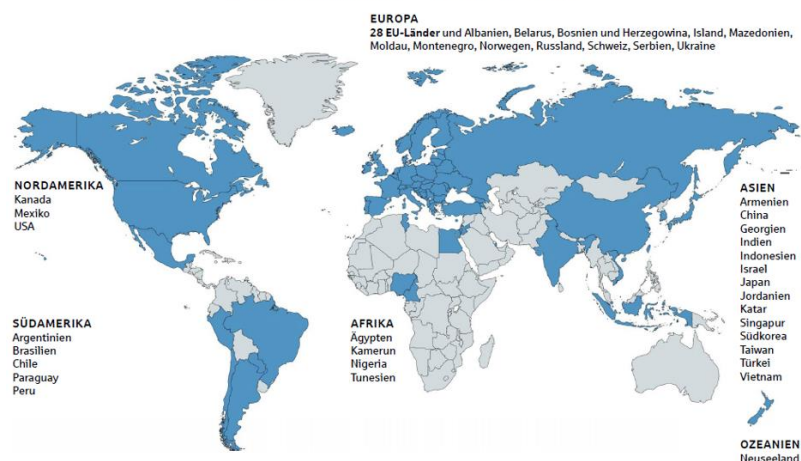 EUROPA
28 EU-Länder und Albanien, Belarus, Bosnien und Herzegowina, Island, Mazedonien,
Moldau, Montenegro, Norwegen, Russland, Schweiz, Serbien, Ukraine
NORDAMERIKA
Kanada
Mexiko
USA
SÜDAMERIKA
Argentinien
Brasilien
Chile
Paraguay
Peru
AFRIKA
Ägypten
Kamerun
Nigeria
Tunesien
ASIEN
Armenien
China
Georgien
Indien
Indonesien
Israel
Japan
Jordanien
Katar
Singapur
Südkorea
Taiwan
Türkei
Vietnam
OZEANIEN
Neuseeland